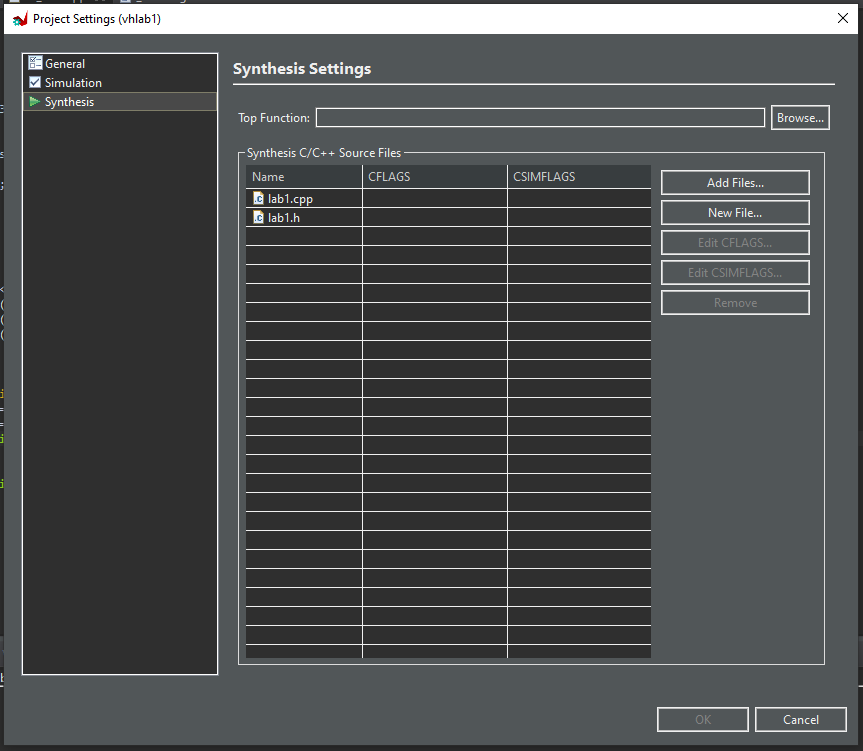 Project Settings (vhlab1)
General
Simulation
Synthesis
Synthesis Settings
Top Function:
Browse...
Synthesis C/C++ Source Files
Name CFLAGS CSIMFLAGS
lab1.cpp
lab1.h
Add Files...
New File...
Edit CFLAGS...
Edit CSIMFLAGS...
Remove
OK
Cancel